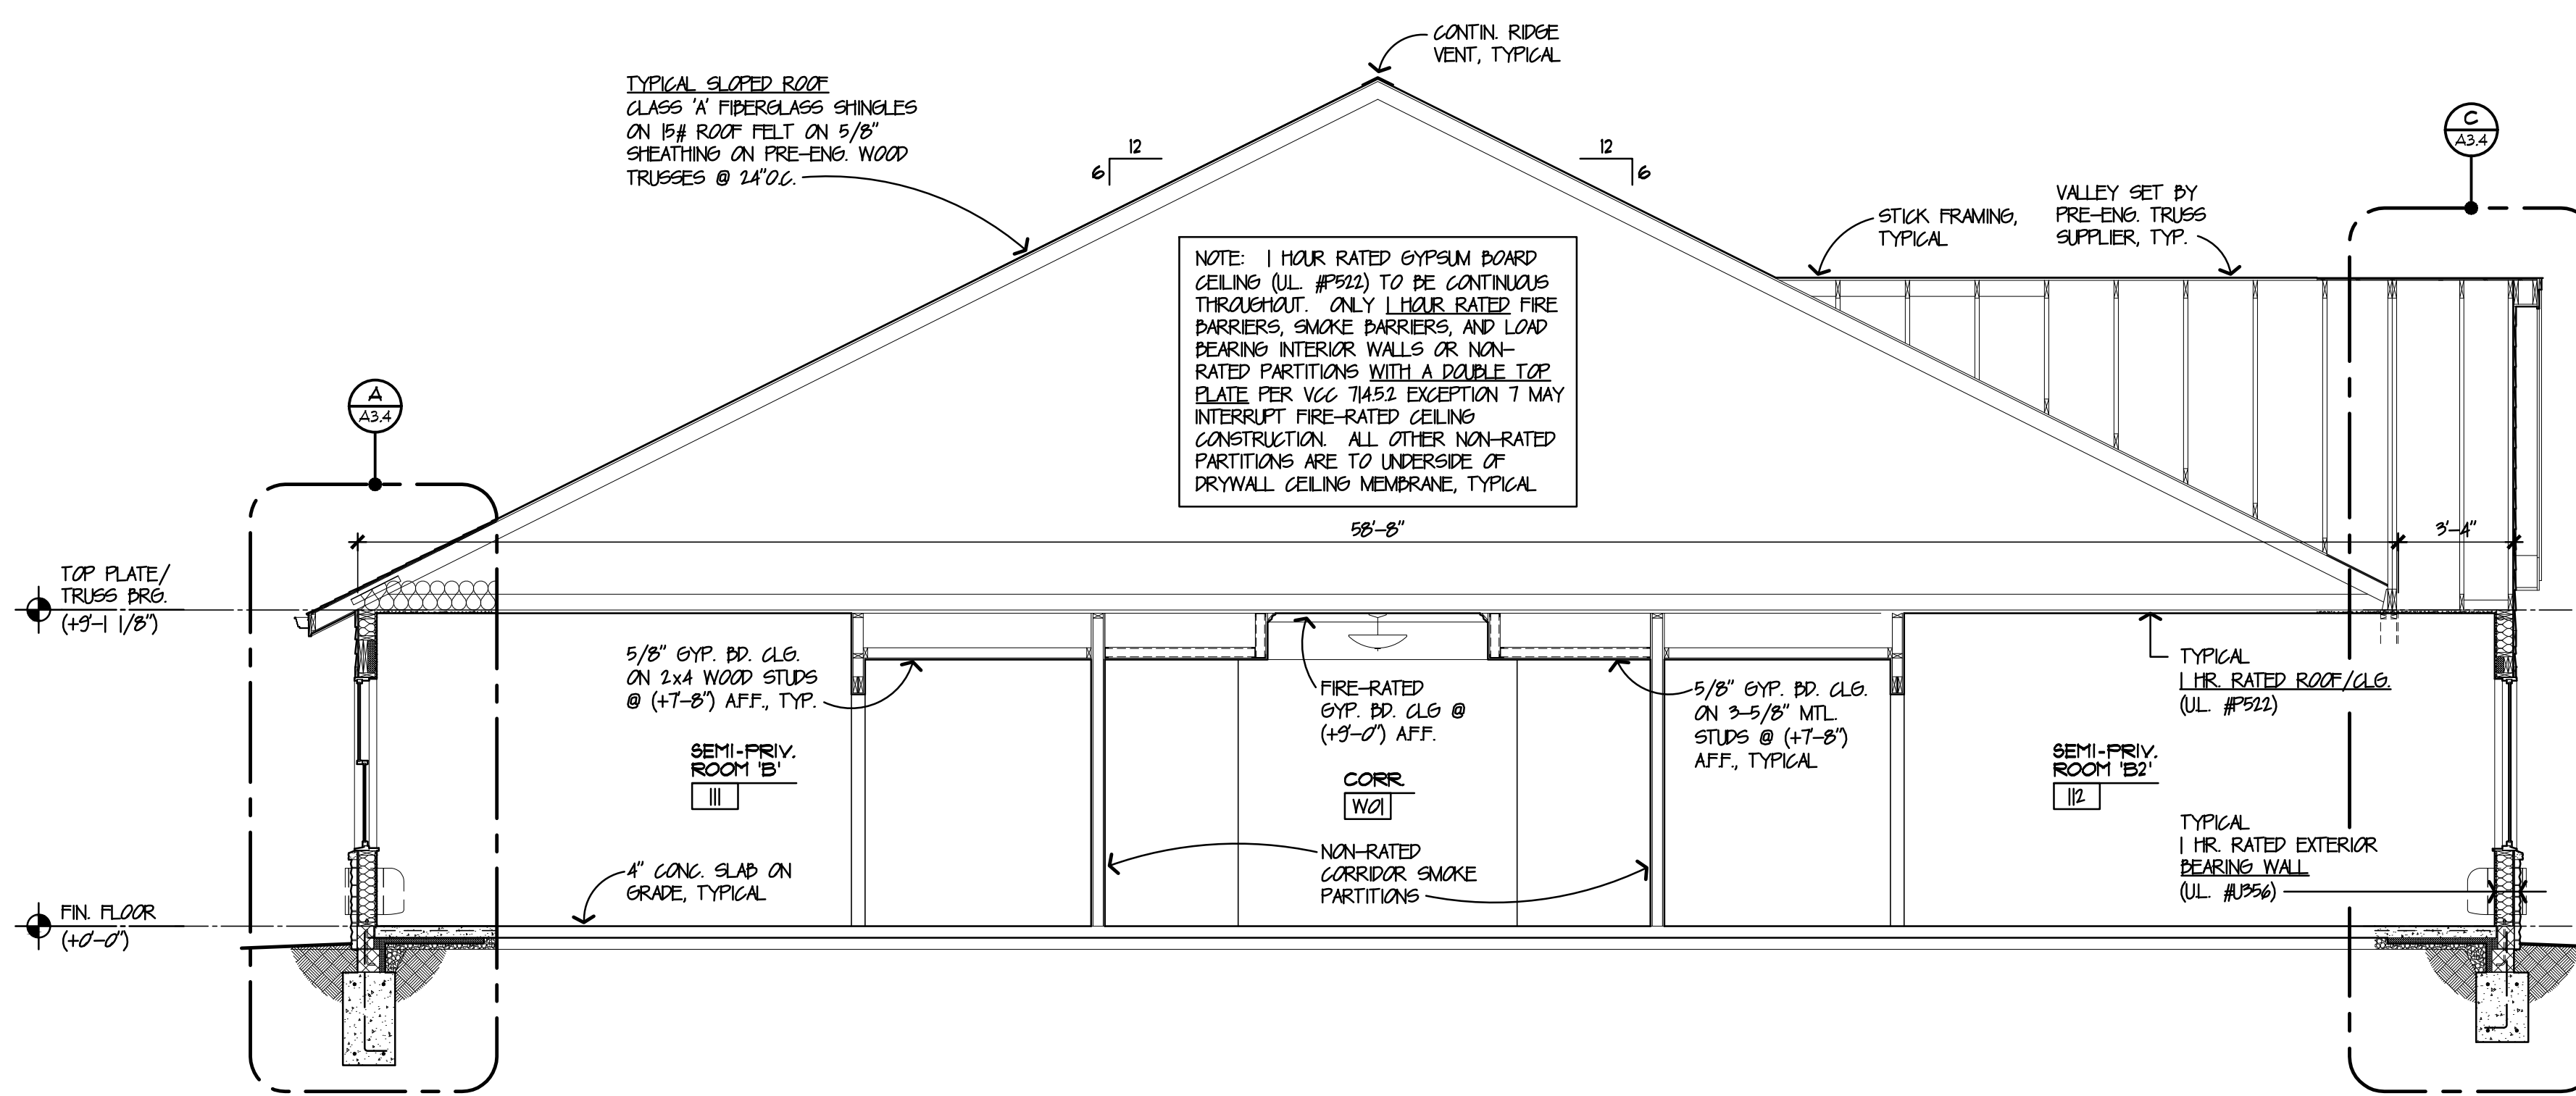 CONTIN. RIDGE
VENT, TYPICAL
TYPICAL SLOPED ROOF
CLASS 'A' FIBERGLASS SHINGLES
ON 15# ROOF FELT ON 5/8"
SHEATHING ON PRE-ENG. WOOD
TRUSSES @ 24"O.C.
12
6
12
6
C
A3.4
STICK FRAMING,
TYPICAL
VALLEY SET BY
PRE-ENG. TRUSS
SUPPLIER, TYP.
NOTE: 1 HOUR RATED GYPSUM BOARD
CEILING (U.L. #P522) TO BE CONTINUOUS
THROUGHOUT. ONLY 1 HOUR RATED FIRE
BARRIERS, SMOKE BARRIERS, AND LOAD
BEARING INTERIOR WALLS OR NON-
RATED PARTITIONS WITH A DOUBLE TOP
PLATE PER VCC 714.5.2 EXCEPTION 7 MAY
INTERRUPT FIRE-RATED CEILING
CONSTRUCTION. ALL OTHER NON-RATED
PARTITIONS ARE TO UNDERSIDE OF
DRYWALL CEILING MEMBRANE, TYPICAL
A
A3.4
58'-8"
3'-4"
TOP PLATE/
TRUSS BRG.
(+9'-1 1/8")
5/8" GYP. BD. CLG.
ON 2x4 WOOD STUDS
@ (+7'-8") A.F.F., TYP.
FIRE-RATED
GYP. BD. CLG @
(+9'-0") A.F.F.
5/8" GYP. BD. CLG.
ON 3-5/8" MTL.
STUDS @ (+7'-8")
A.F.F., TYPICAL
TYPICAL
1 HR. RATED ROOF/CLG.
(U.L. #P522)
SEMI-PRIV.
ROOM 'B'
111
CORR.
W01
SEMI-PRIV.
ROOM 'B2'
112
TYPICAL
1 HR. RATED EXTERIOR
BEARING WALL
(U.L. #U356)
NON-RATED
CORRIDOR SMOKE
PARTITIONS
4" CONC. SLAB ON
GRADE, TYPICAL
FIN. FLOOR
(+0'-0")